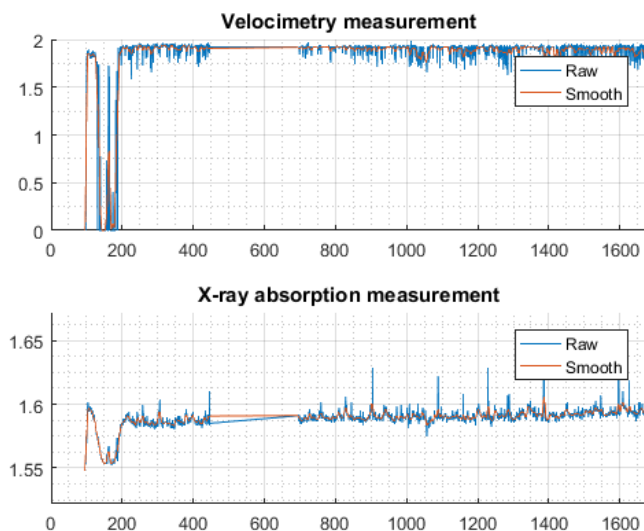 Velocimetry measurement
2
1.5
1
0.5
0
Raw
Smooth
0 200 400 600 800 1000 1200 1400 1600
X-ray absorption measurement
1.65
1.6
1.55
Raw
Smooth
0 200 400 600 800 1000 1200 1400 1600